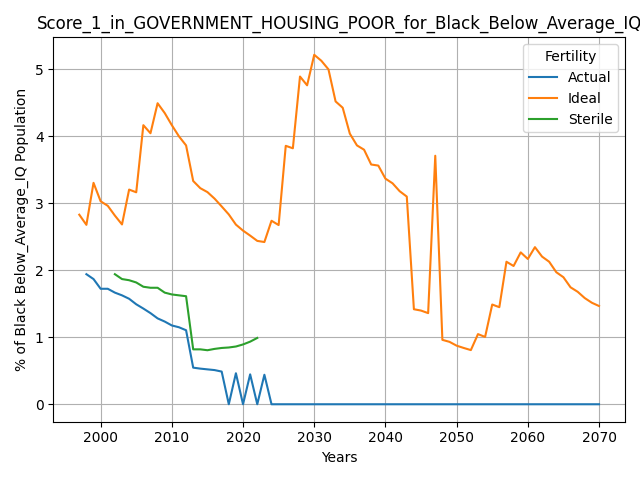 Score_1_in_GOVERNMENT_HOUSING_POOR_for_Black_Below_Average_IQ
Fertility
Actual
Ideal
Sterile
% of Black Below_Average_IQ Population
5
4
3
2
1
0
2000 2010 2020 2030 2040 2050 2060 2070
Years